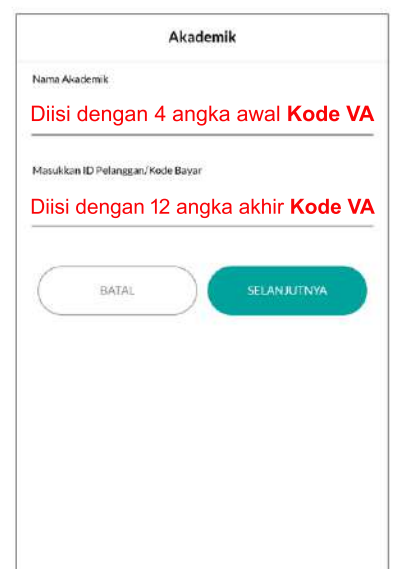 Akademik
Nama Akademik
Diisi dengan 4 angka awal Kode VA
Masukkan ID Pelanggan/Kode Bayar
Diisi dengan 12 angka akhir Kode VA
BATAL
SELANJUTNYA